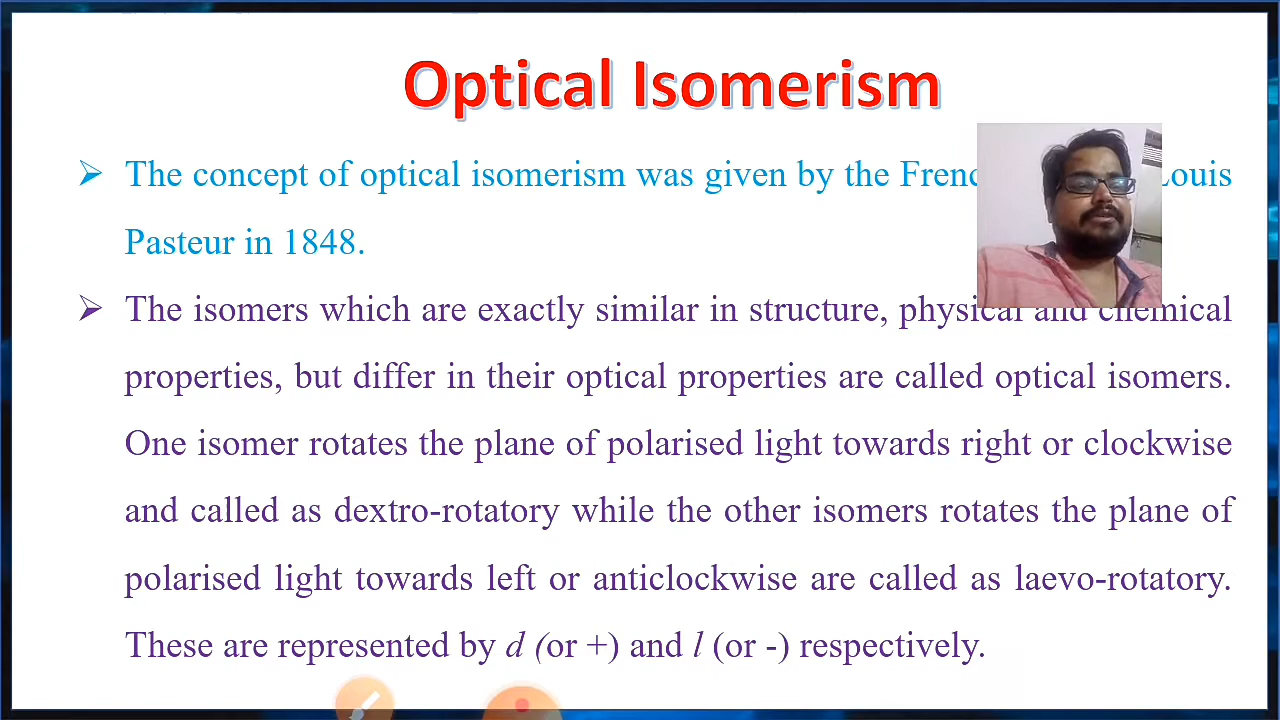 Optical Isomerism
➢ The concept of optical isomerism was given by the Louis
Pasteur in 1848.
➢ The isomers which are exactly similar in structure, physical and chemical
properties, but differ in their optical properties are called optical isomers.
One isomer rotates the plane of polarised light towards right or clockwise
and called as dextro-rotatory while the other isomers rotates the plane of
polarised light towards left or anticlockwise are called as laevo-rotatory.
These are represented by d (or +) and l (or -) respectively.